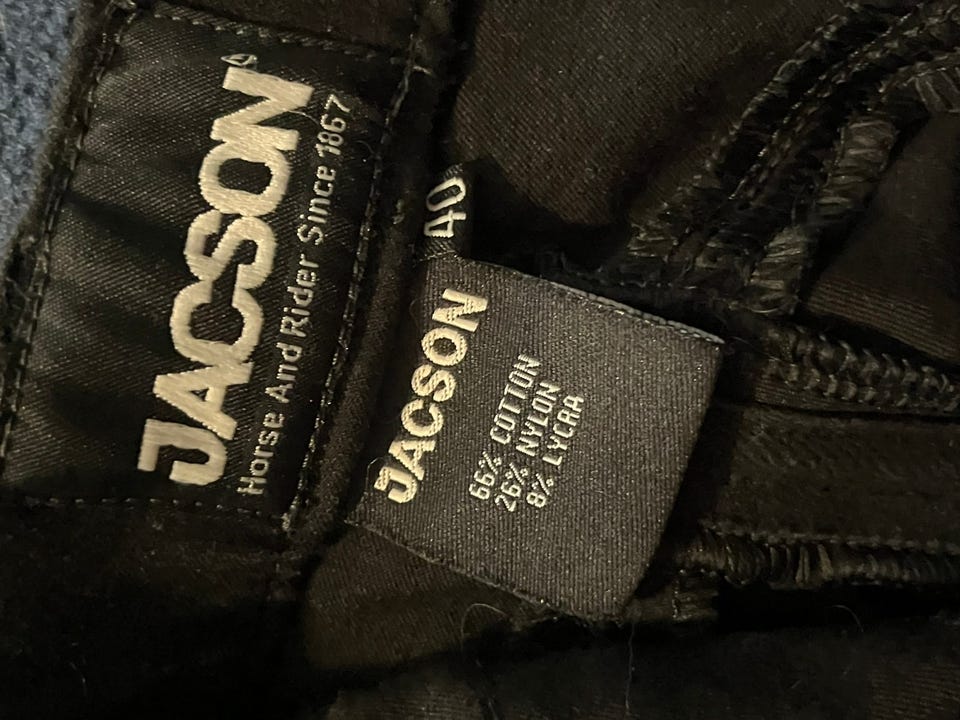 JACSON
Horse And Rider Since 1867
40
JACSON
66% COTTON
26% NYLON
8% LYCRA